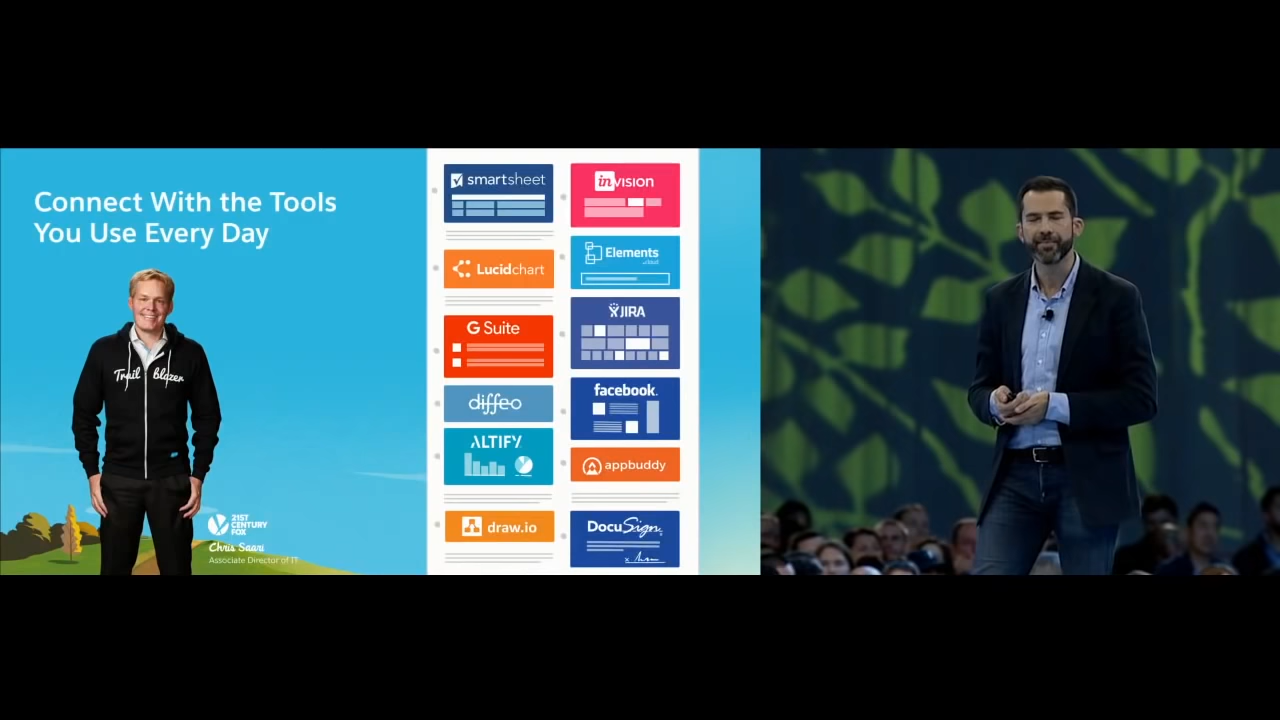 Connect With the Tools
You Use Every Day
Trail Blazer
21ST
CENTURY
FOX
Chris Saari
Associate Director of IT
smartsheet
Lucidchart
G Suite
diffeo
ALTIFY
draw.io
inVISION
Elements
.cloud
JIRA
facebook.
appbuddy
DocuSign